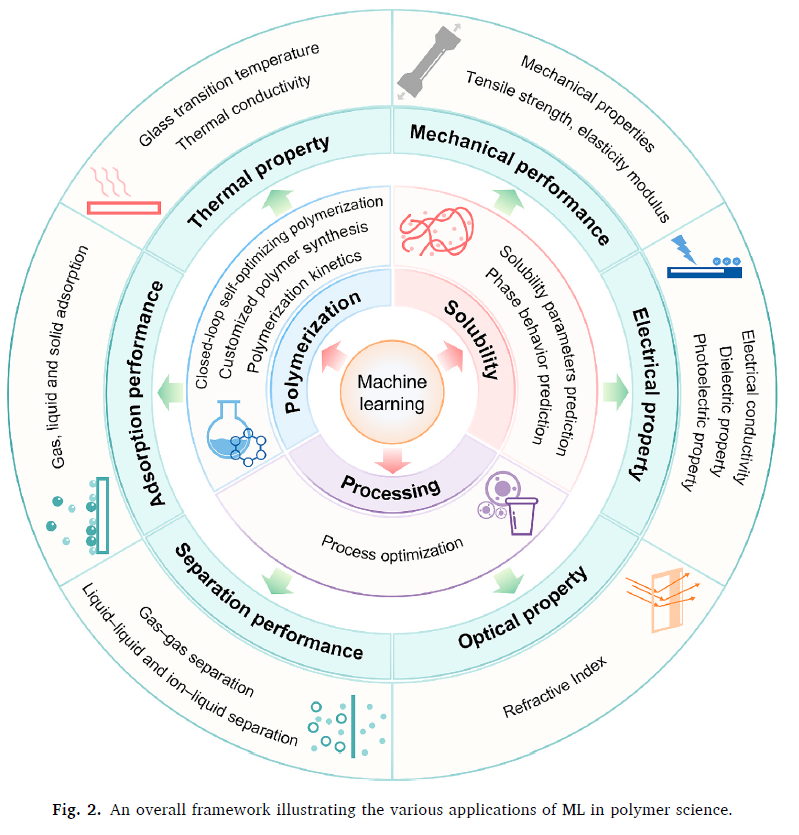 Machine
learning
Polymerization
Closed-loop self-optimizing polymerization
Customized polymer synthesis
Polymerization kinetics
Solubility
Solubility parameters prediction
Phase behavior prediction
Processing
Process optimization
Thermal property
Glass transition temperature
Thermal conductivity
Mechanical performance
Mechanical properties
Tensile strength, elasticity modulus
Electrical property
Electrical conductivity
Dielectric property
Photoelectric property
Optical property
Refractive Index
Separation performance
Gas–gas separation
Liquid–liquid and ion–liquid separation
Adsorption performance
Gas, liquid and solid adsorption
Fig. 2. An overall framework illustrating the various applications of ML in polymer science.